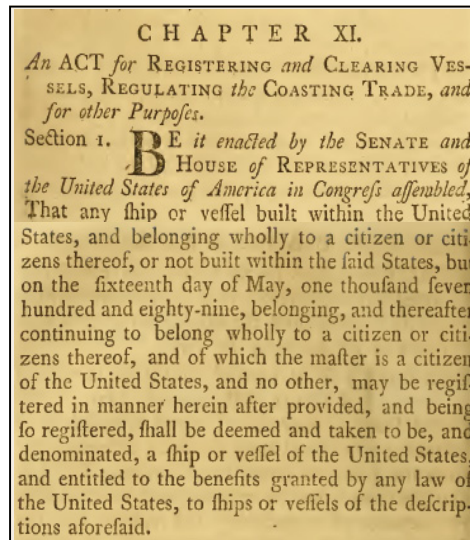 CHAPTER XI.
An ACT for REGISTERING and CLEARING VES-
SELS, REGULATING the COASTING TRADE, and
for other Purpoſes.
Section 1. BE it enacted by the SENATE and
HOUSE of REPRESENTATIVES of
the United States of America in Congreſs aſſembled,
That any ſhip or veſſel built within the United
States, and belonging wholly to a citizen or citi-
zens thereof, or not built within the ſaid States, but
on the ſixteenth day of May, one thouſand ſeven
hundred and eighty-nine, belonging, and thereafter
continuing to belong wholly to a citizen or citi-
zens thereof, and of which the maſter is a citizen
of the United States, and no other, may be regiſ-
tered in manner herein after provided, and being
ſo regiſtered, ſhall be deemed and taken to be, and
denominated, a ſhip or veſſel of the United States,
and entitled to the benefits granted by any law of
the United States, to ſhips or veſſels of the deſcrip-
tions aforeſaid.